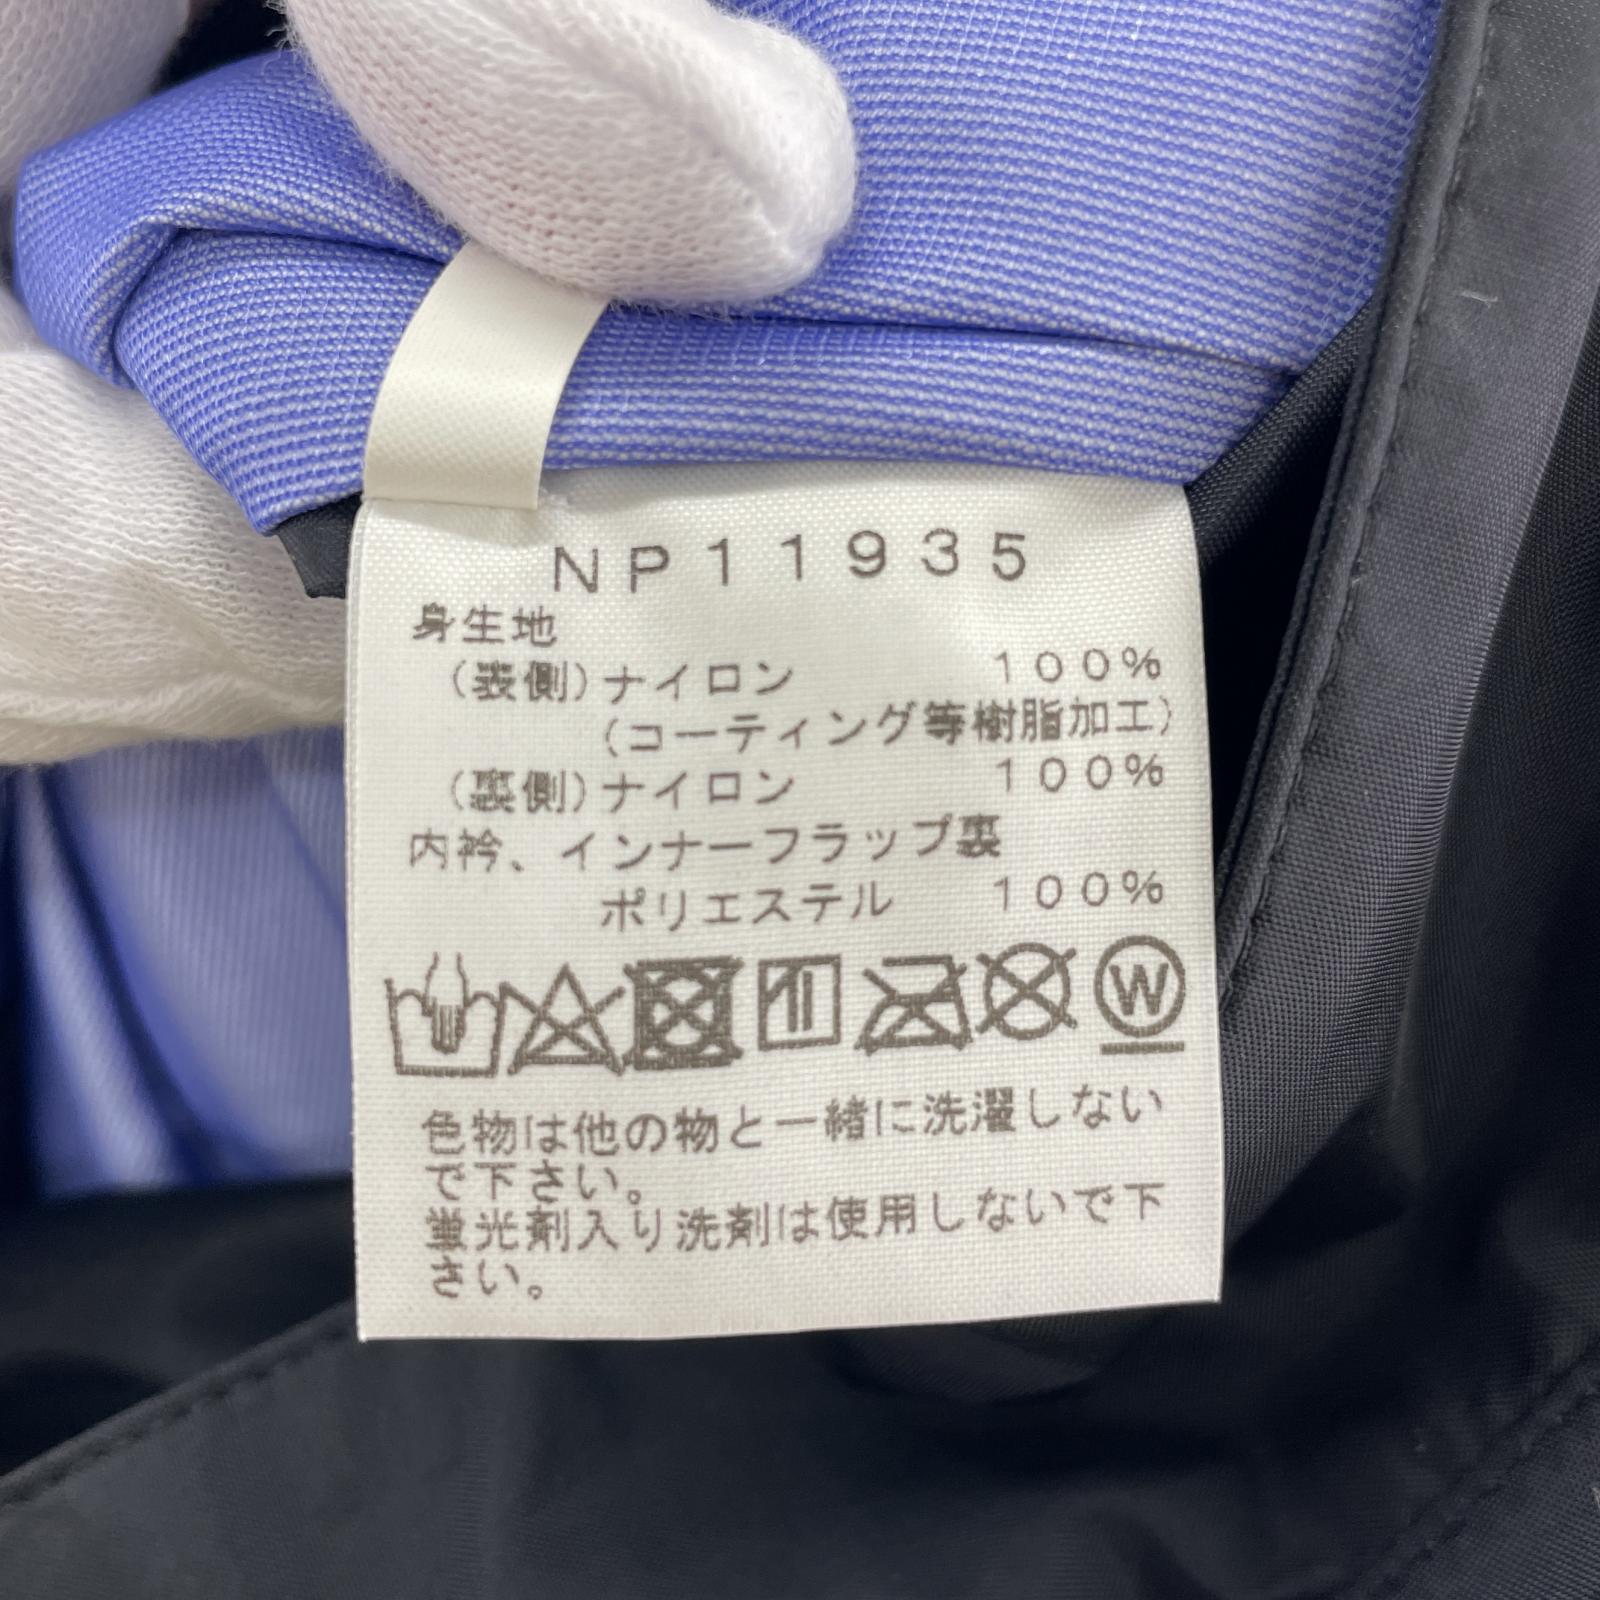 NP11935
身生地
(表側)ナイロン 100%
(コーティング等樹脂加工)
(裏側)ナイロン 100%
内衿、インナーフラップ裏
ポリエステル 100%
W
色物は他の物と一緒に洗濯しない
で下さい。
蛍光剤入り洗剤は使用しないで下
さい。